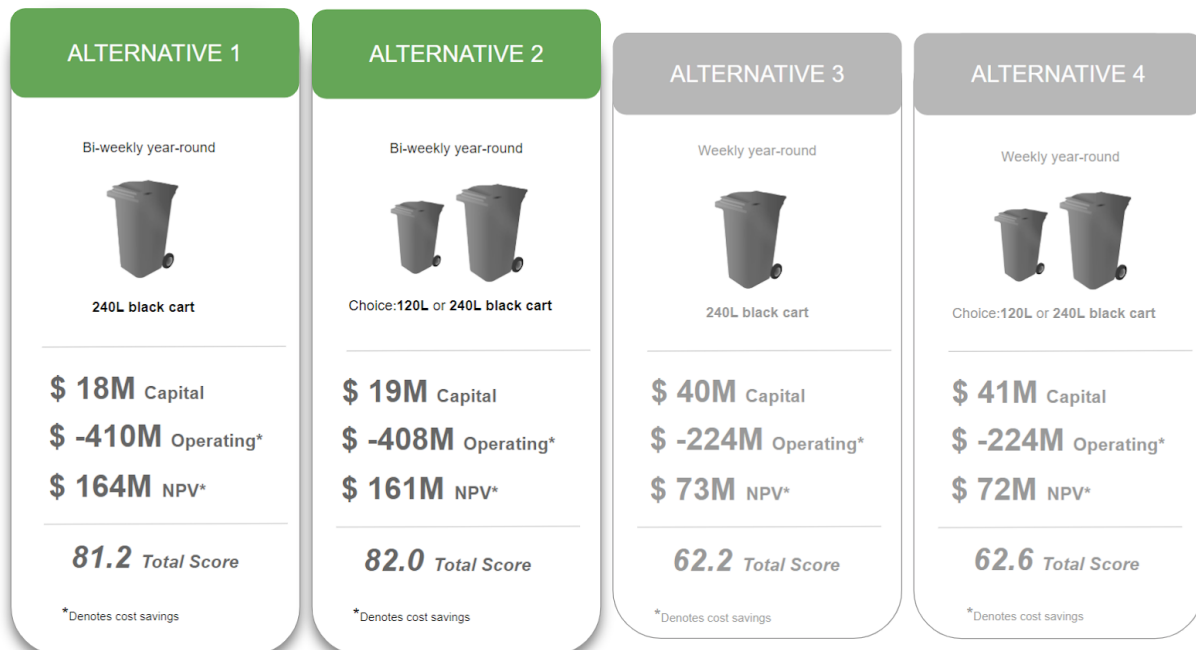 ALTERNATIVE 1
Bi-weekly year-round
240L black cart
$ 18M Capital
$ -410M Operating*
$ 164M NPV*
81.2 Total Score
*Denotes cost savings
ALTERNATIVE 2
Bi-weekly year-round
Choice:120L or 240L black cart
$ 19M Capital
$ -408M Operating*
$ 161M NPV*
82.0 Total Score
*Denotes cost savings
ALTERNATIVE 3
Weekly year-round
240L black cart
$ 40M Capital
$ -224M Operating*
$ 73M NPV*
62.2 Total Score
*Denotes cost savings
ALTERNATIVE 4
Weekly year-round
Choice:120L or 240L black cart
$ 41M Capital
$ -224M Operating*
$ 72M NPV*
62.6 Total Score
*Denotes cost savings